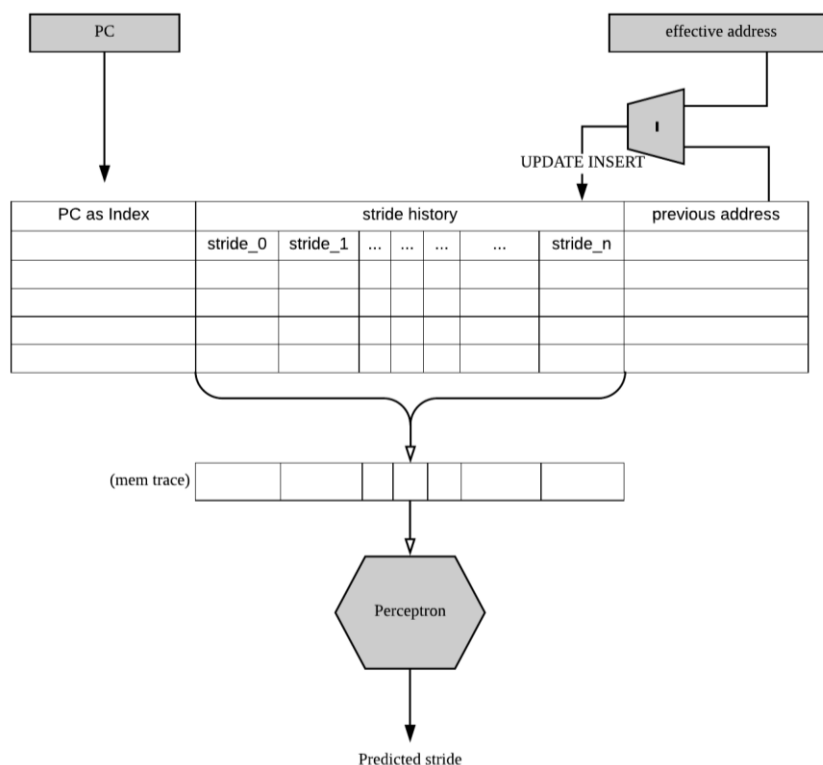 PC
effective address
I
UPDATE INSERT
PC as Index
stride history
previous address
stride_0
stride_1
...
...
...
...
stride_n
(mem trace)
Perceptron
Predicted stride